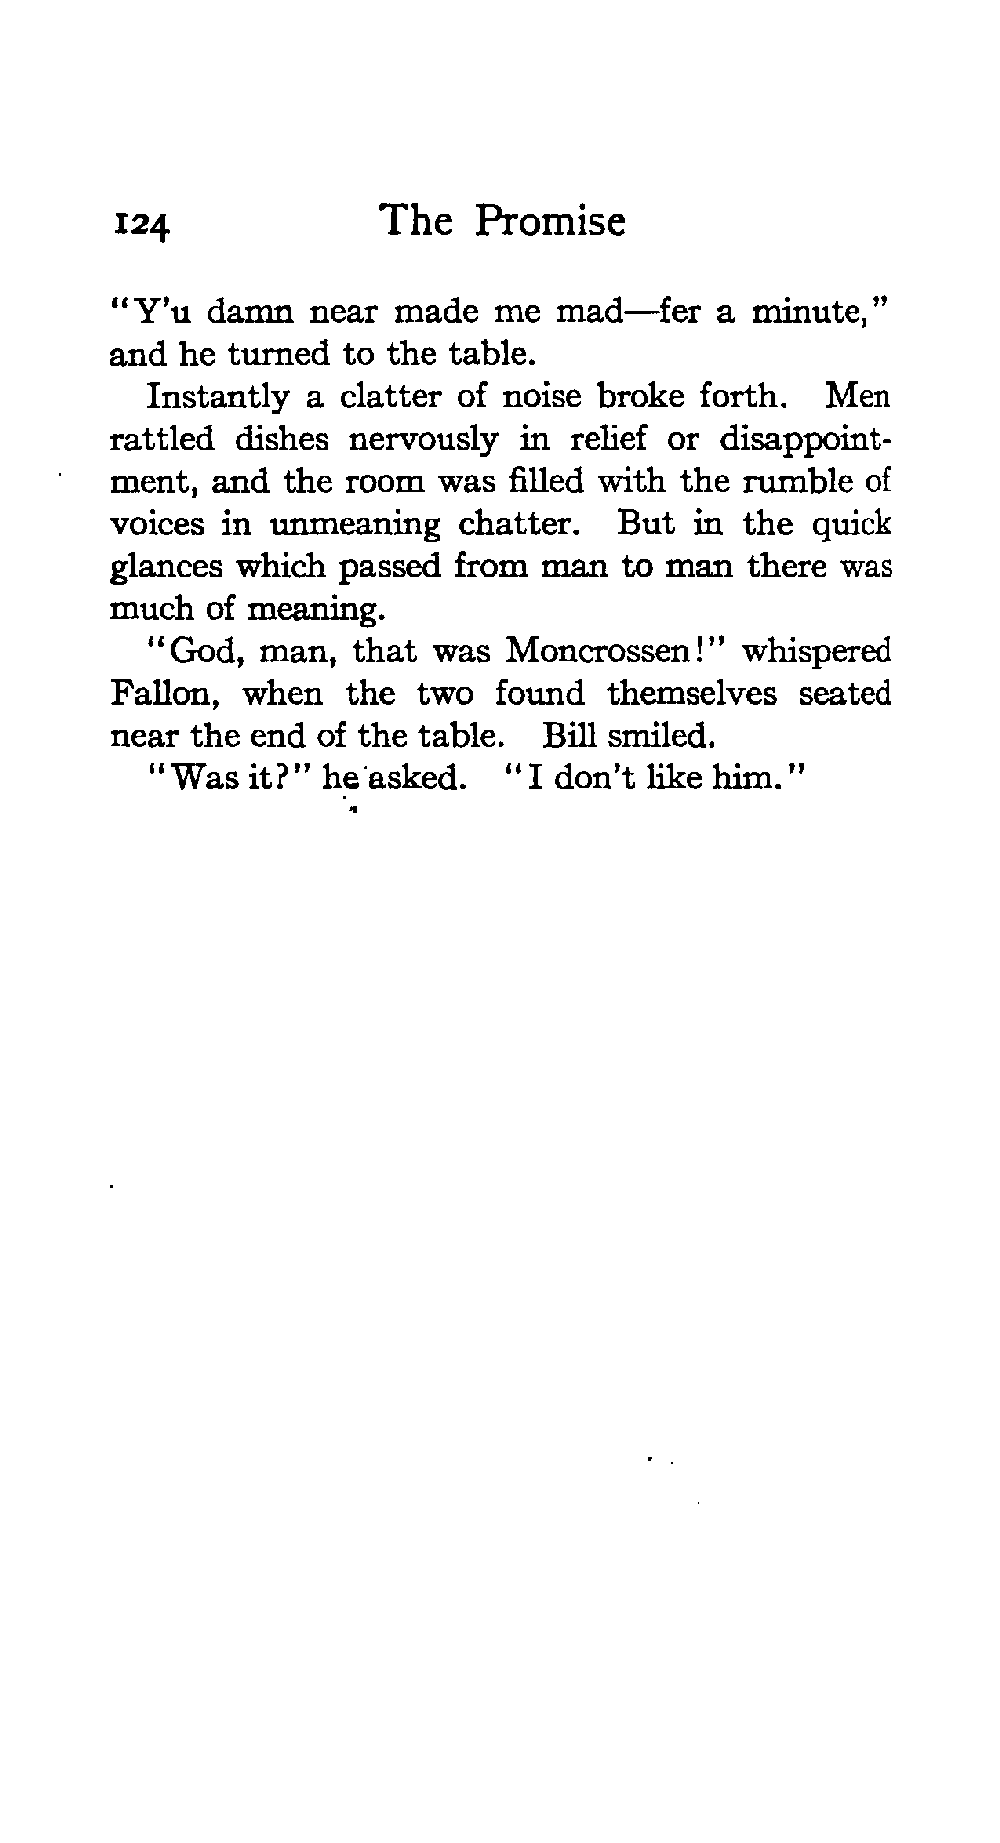 124 The Promise
"Y'u damn near made me mad—fer a minute,"
and he turned to the table.
Instantly a clatter of noise broke forth. Men
rattled dishes nervously in relief or disappoint-
ment, and the room was filled with the rumble of
voices in unmeaning chatter. But in the quick
glances which passed from man to man there was
much of meaning.
"God, man, that was Moncrossen!" whispered
Fallon, when the two found themselves seated
near the end of the table. Bill smiled.
"Was it?" he asked. "I don't like him."